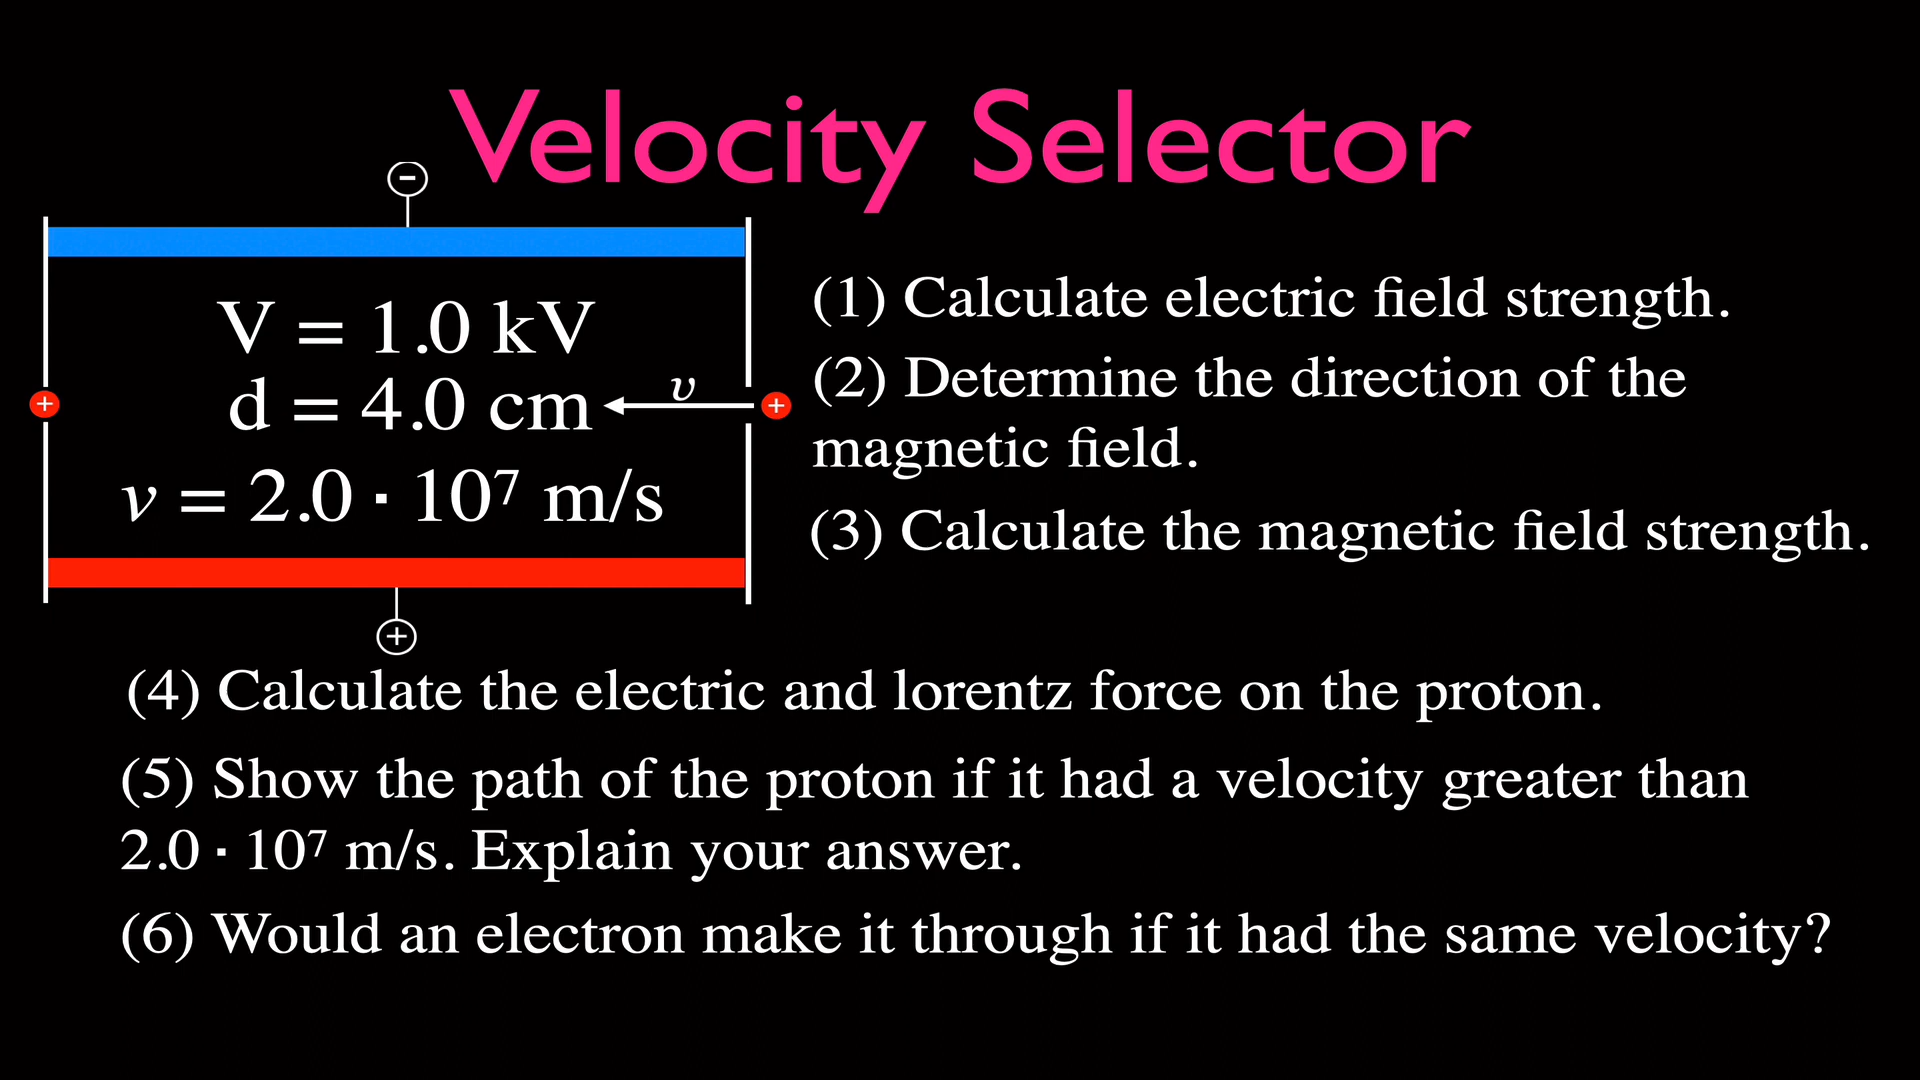 Velocity Selector
−
V = 1.0 kV
d = 4.0 cm
v
+
+
v = 2.0 · 10⁷ m/s
+
(1) Calculate electric field strength.
(2) Determine the direction of the
magnetic field.
(3) Calculate the magnetic field strength.
(4) Calculate the electric and lorentz force on the proton.
(5) Show the path of the proton if it had a velocity greater than
2.0 · 10⁷ m/s. Explain your answer.
(6) Would an electron make it through if it had the same velocity?